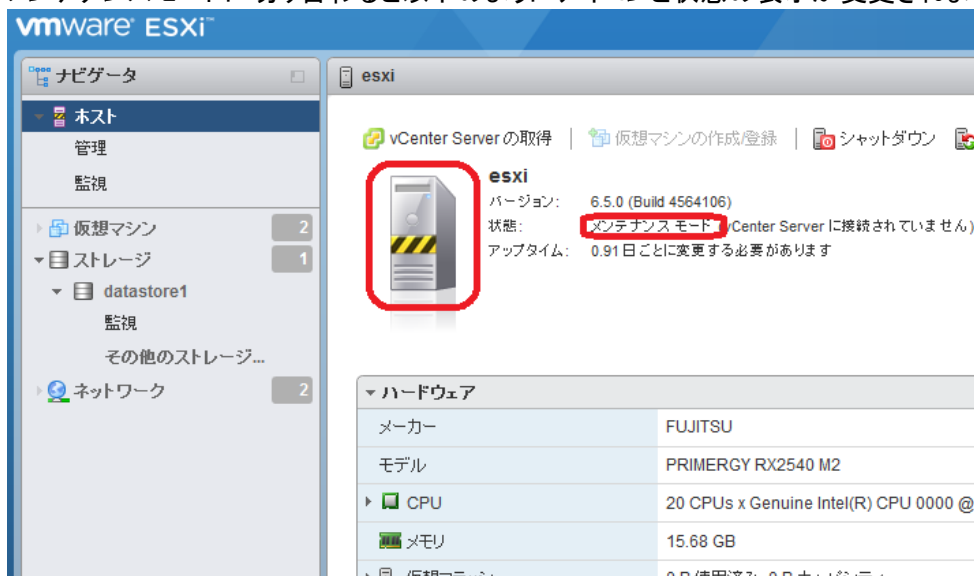 vmware ESXi™
ナビゲータ
esxi
ホスト
管理
監視
vCenter Server の取得
仮想マシンの作成/登録
シャットダウン
esxi
バージョン: 6.5.0 (Build 4564106)
状態: メンテナンス モード (vCenter Server に接続されていません)
アップタイム: 0.91 日ごとに変更する必要があります
仮想マシン 2
ストレージ 1
datastore1
監視
その他のストレージ...
ネットワーク 2
ハードウェア
メーカー FUJITSU
モデル PRIMERGY RX2540 M2
CPU 20 CPUs x Genuine Intel(R) CPU 0000 @
メモリ 15.68 GB